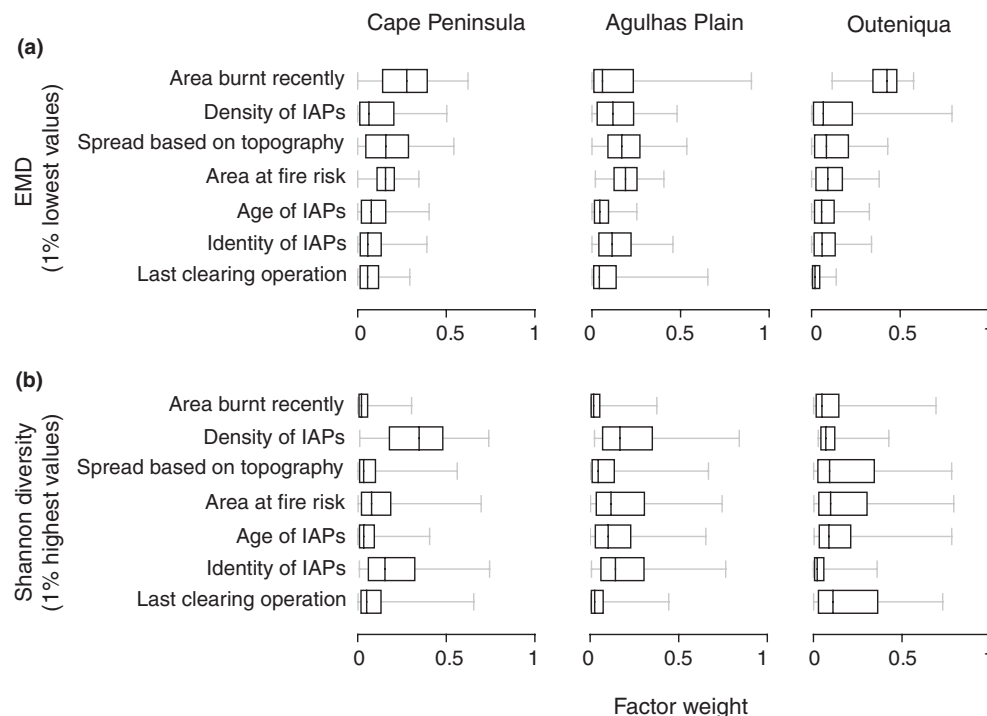 Cape Peninsula Agulhas Plain Outeniqua
(a)
EMD
(1% lowest values)
Area burnt recently
Density of IAPs
Spread based on topography
Area at fire risk
Age of IAPs
Identity of IAPs
Last clearing operation
0 0.5 1 0 0.5 1 0 0.5 1
(b)
Shannon diversity
(1% highest values)
Area burnt recently
Density of IAPs
Spread based on topography
Area at fire risk
Age of IAPs
Identity of IAPs
Last clearing operation
0 0.5 1 0 0.5 1 0 0.5 1
Factor weight